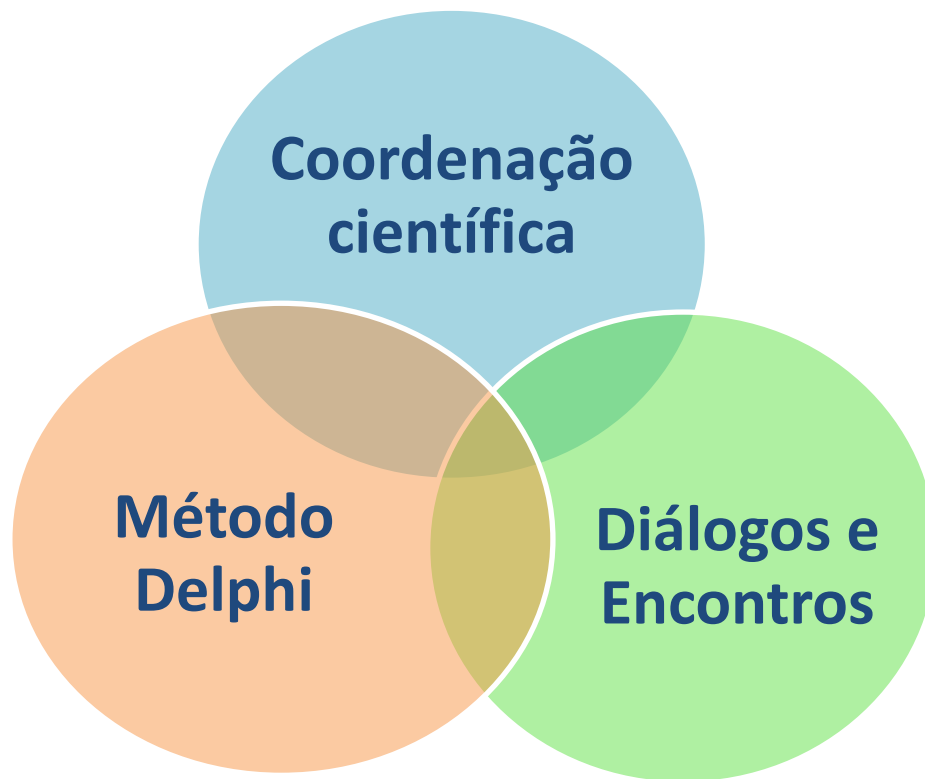 Coordenação
científica
Método
Delphi
Diálogos e
Encontros